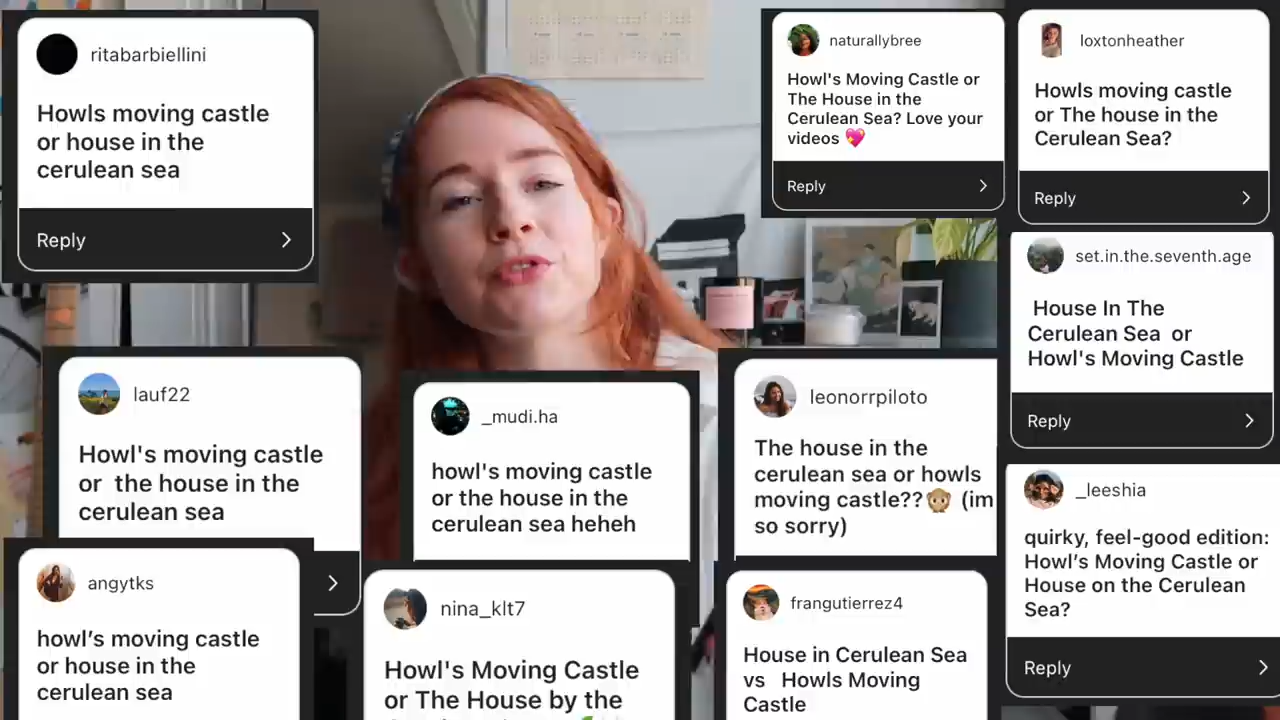 ritabarbiellini
Howls moving castle
or house in the
cerulean sea
Reply
naturallybree
Howl's Moving Castle or
The House in the
Cerulean Sea? Love your
videos 💖
Reply
loxtonheather
Howls moving castle
or The house in the
Cerulean Sea?
Reply
set.in.the.seventh.age
House In The
Cerulean Sea or
Howl's Moving Castle
Reply
lauf22
Howl's moving castle
or the house in the
cerulean sea
_mudi.ha
howl's moving castle
or the house in the
cerulean sea heheh
leonorrpiloto
The house in the
cerulean sea or howls
moving castle??🙊 (im
so sorry)
_leeshia
quirky, feel-good edition:
Howl’s Moving Castle or
House on the Cerulean
Sea?
Reply
angytks
howl’s moving castle
or house in the
cerulean sea
nina_klt7
Howl's Moving Castle
or The House by the
frangutierrez4
House in Cerulean Sea
vs Howls Moving
Castle